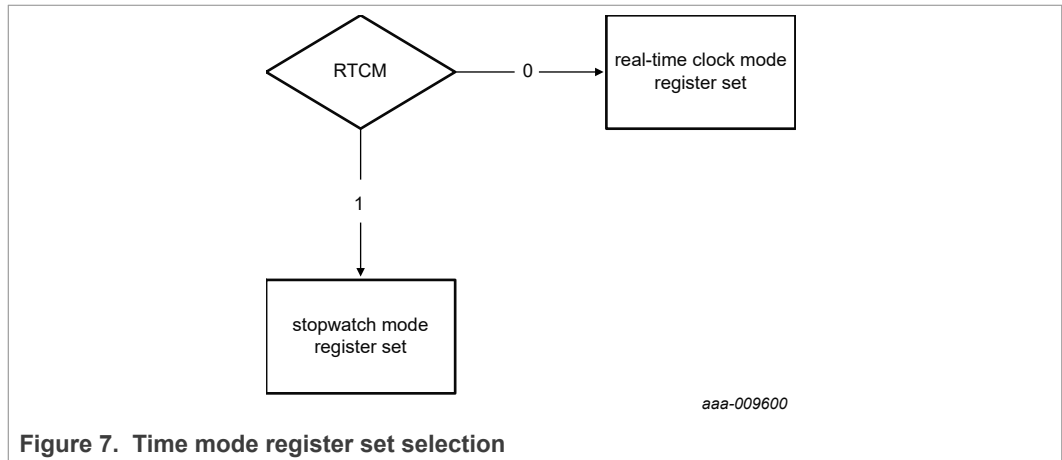 RTCM
0
real-time clock mode
register set
1
stopwatch mode
register set
aaa-009600
Figure 7. Time mode register set selection